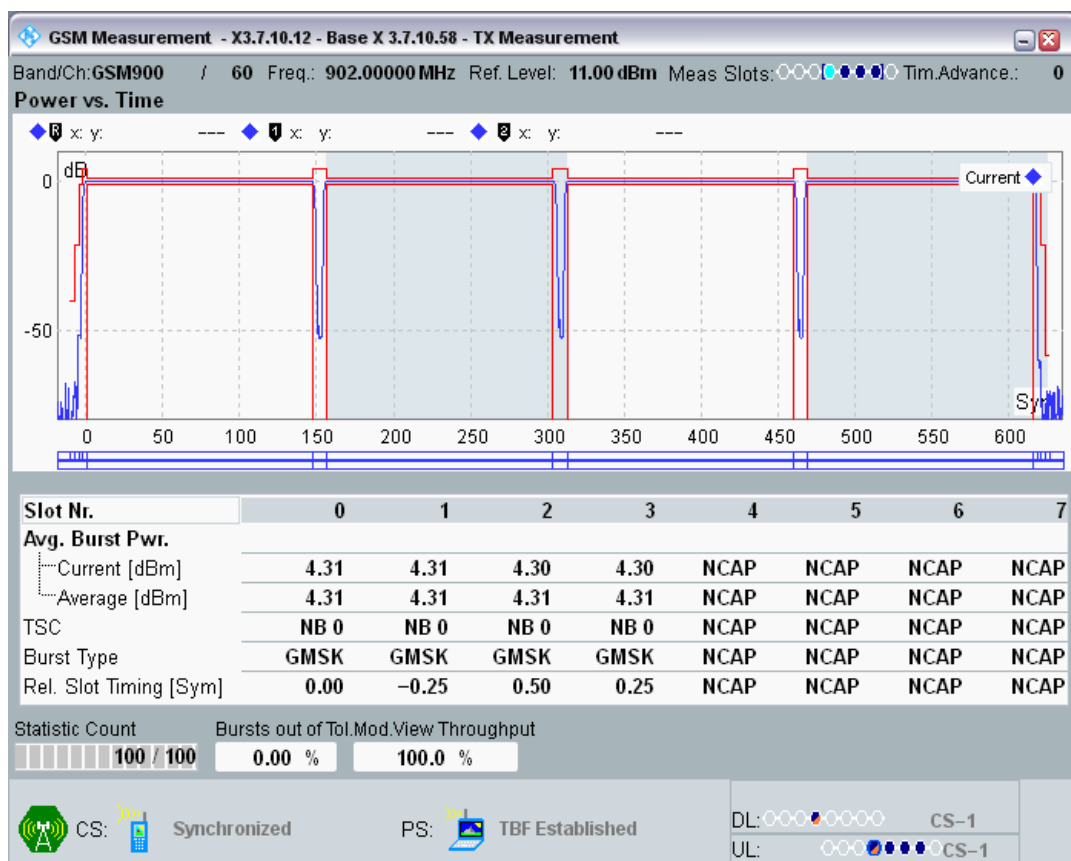 GSM Measurement - X3.7.10.12 - Base X 3.7.10.58 - TX Measurement
Band/Ch:GSM900 / 60 Freq.: 902.00000 MHz Ref. Level: 11.00 dBm Meas Slots: Tim.Advance.: 0
Power vs. Time
R x: y: --- 1 x: y: --- 2 x: y: ---
dB
Current
0
-50
Sym
0 50 100 150 200 250 300 350 400 450 500 550 600
Slot Nr. 0 1 2 3 4 5 6 7
Avg. Burst Pwr.
Current [dBm] 4.31 4.31 4.30 4.30 NCAP NCAP NCAP NCAP
Average [dBm] 4.31 4.31 4.31 4.31 NCAP NCAP NCAP NCAP
TSC NB 0 NB 0 NB 0 NB 0 NCAP NCAP NCAP NCAP
Burst Type GMSK GMSK GMSK GMSK NCAP NCAP NCAP NCAP
Rel. Slot Timing [Sym] 0.00 −0.25 0.50 0.25 NCAP NCAP NCAP NCAP
Statistic Count Bursts out of Tol.Mod.View Throughput
100 / 100 0.00 % 100.0 %
CS: Synchronized PS: TBF Established DL: CS−1
UL: CS−1